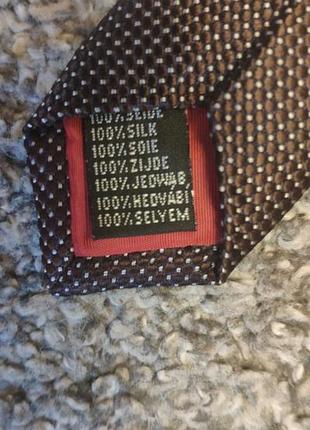 100% SEIDE
100% SILK
100% SOIE
100% ZIJDE
100% JEDWAB,
100% HEDVÁBÍ
100% SELYEM